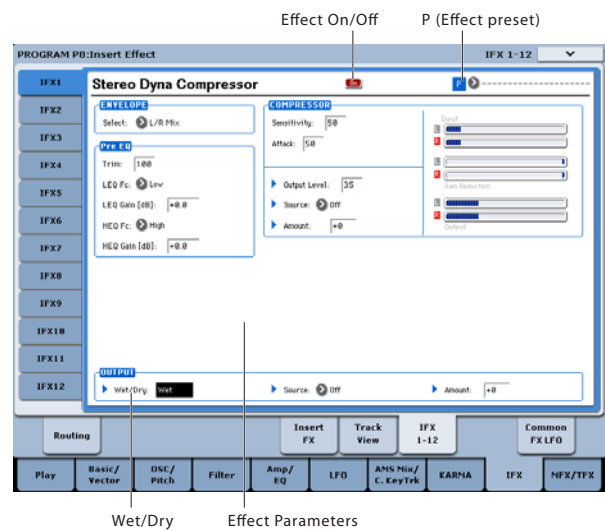 Effect On/Off P (Effect preset)
PROGRAM P8:Insert Effect IFX 1-12
IFX1 Stereo Dyna Compressor On P ----------------
IFX2 ENVELOPE COMPRESSOR
Select: L/R Mix Sensitivity: 50 Input
IFX3 Pre EQ Attack: 50 L
R
IFX4 Trim: 100 L
R
IFX5 LEQ Fc: Low Output Level: 35 Gain Reduction
LEQ Gain [dB]: +0.0 Source: Off L
IFX6 HEQ Fc: High Amount: +0 R
Output
IFX7 HEQ Gain [dB]: +0.0
IFX8
IFX9
IFX10
IFX11 OUTPUT
IFX12 Wet/Dry: Wet Source: Off Amount: +0
Routing Insert FX Track View IFX 1-12 Common FX LFO
Play Basic/Vector OSC/Pitch Filter Amp/EQ LFO AMS Mix/C. KeyTrk KARMA IFX MFX/TFX
Wet/Dry Effect Parameters